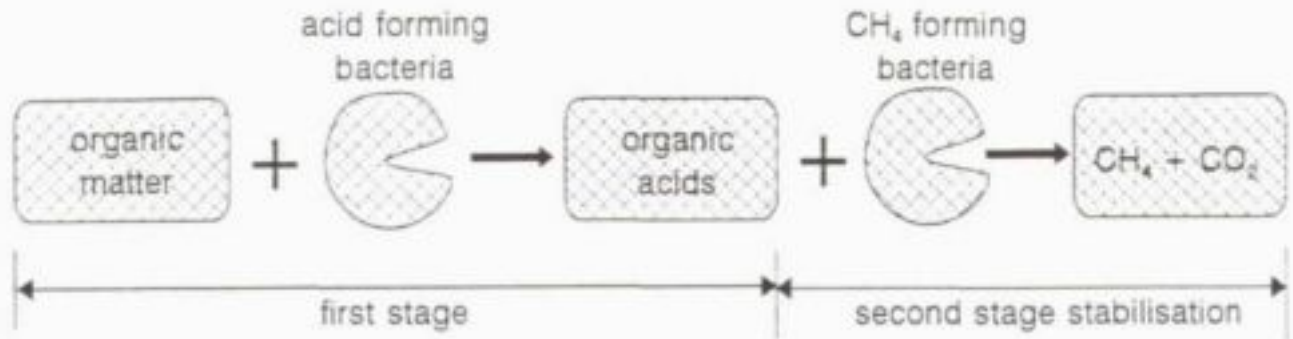 acid forming
bacteria
CH₄ forming
bacteria
organic
matter
+
organic
acids
+
CH₄ + CO₂
first stage
second stage stabilisation